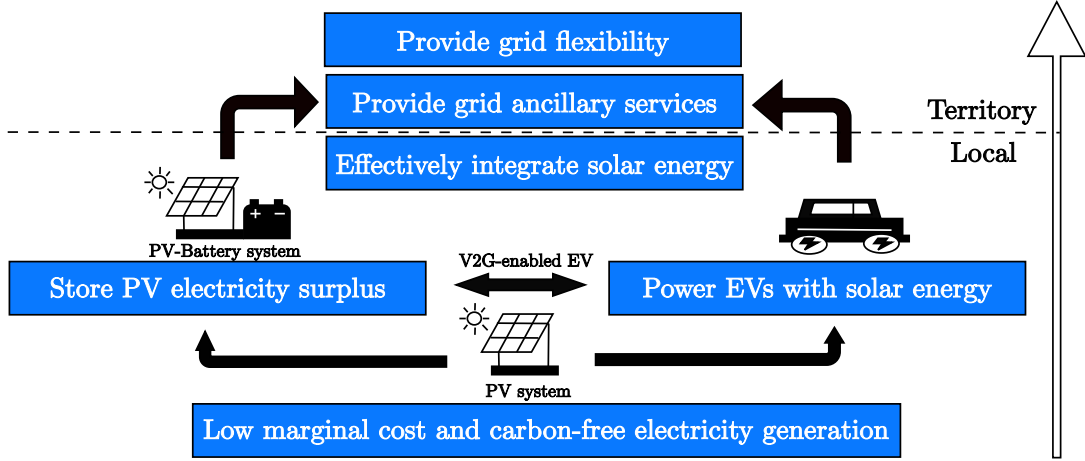 Provide grid flexibility
Provide grid ancillary services
Territory
Local
Effectively integrate solar energy
+ −
PV-Battery system
V2G-enabled EV
Store PV electricity surplus
Power EVs with solar energy
PV system
Low marginal cost and carbon-free electricity generation